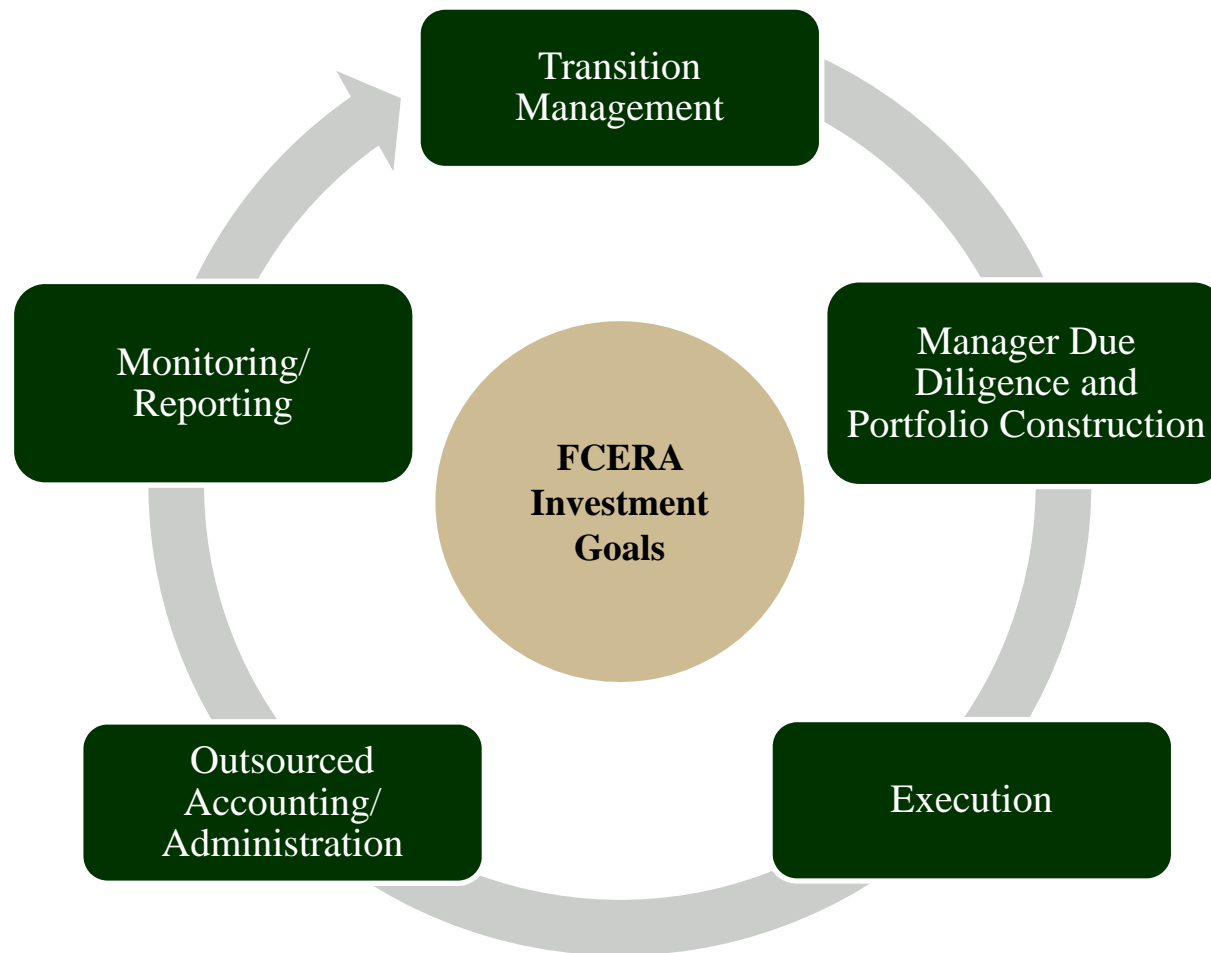 Transition
Management
Manager Due
Diligence and
Portfolio Construction
Execution
Outsourced
Accounting/
Administration
Monitoring/
Reporting
FCERA
Investment
Goals